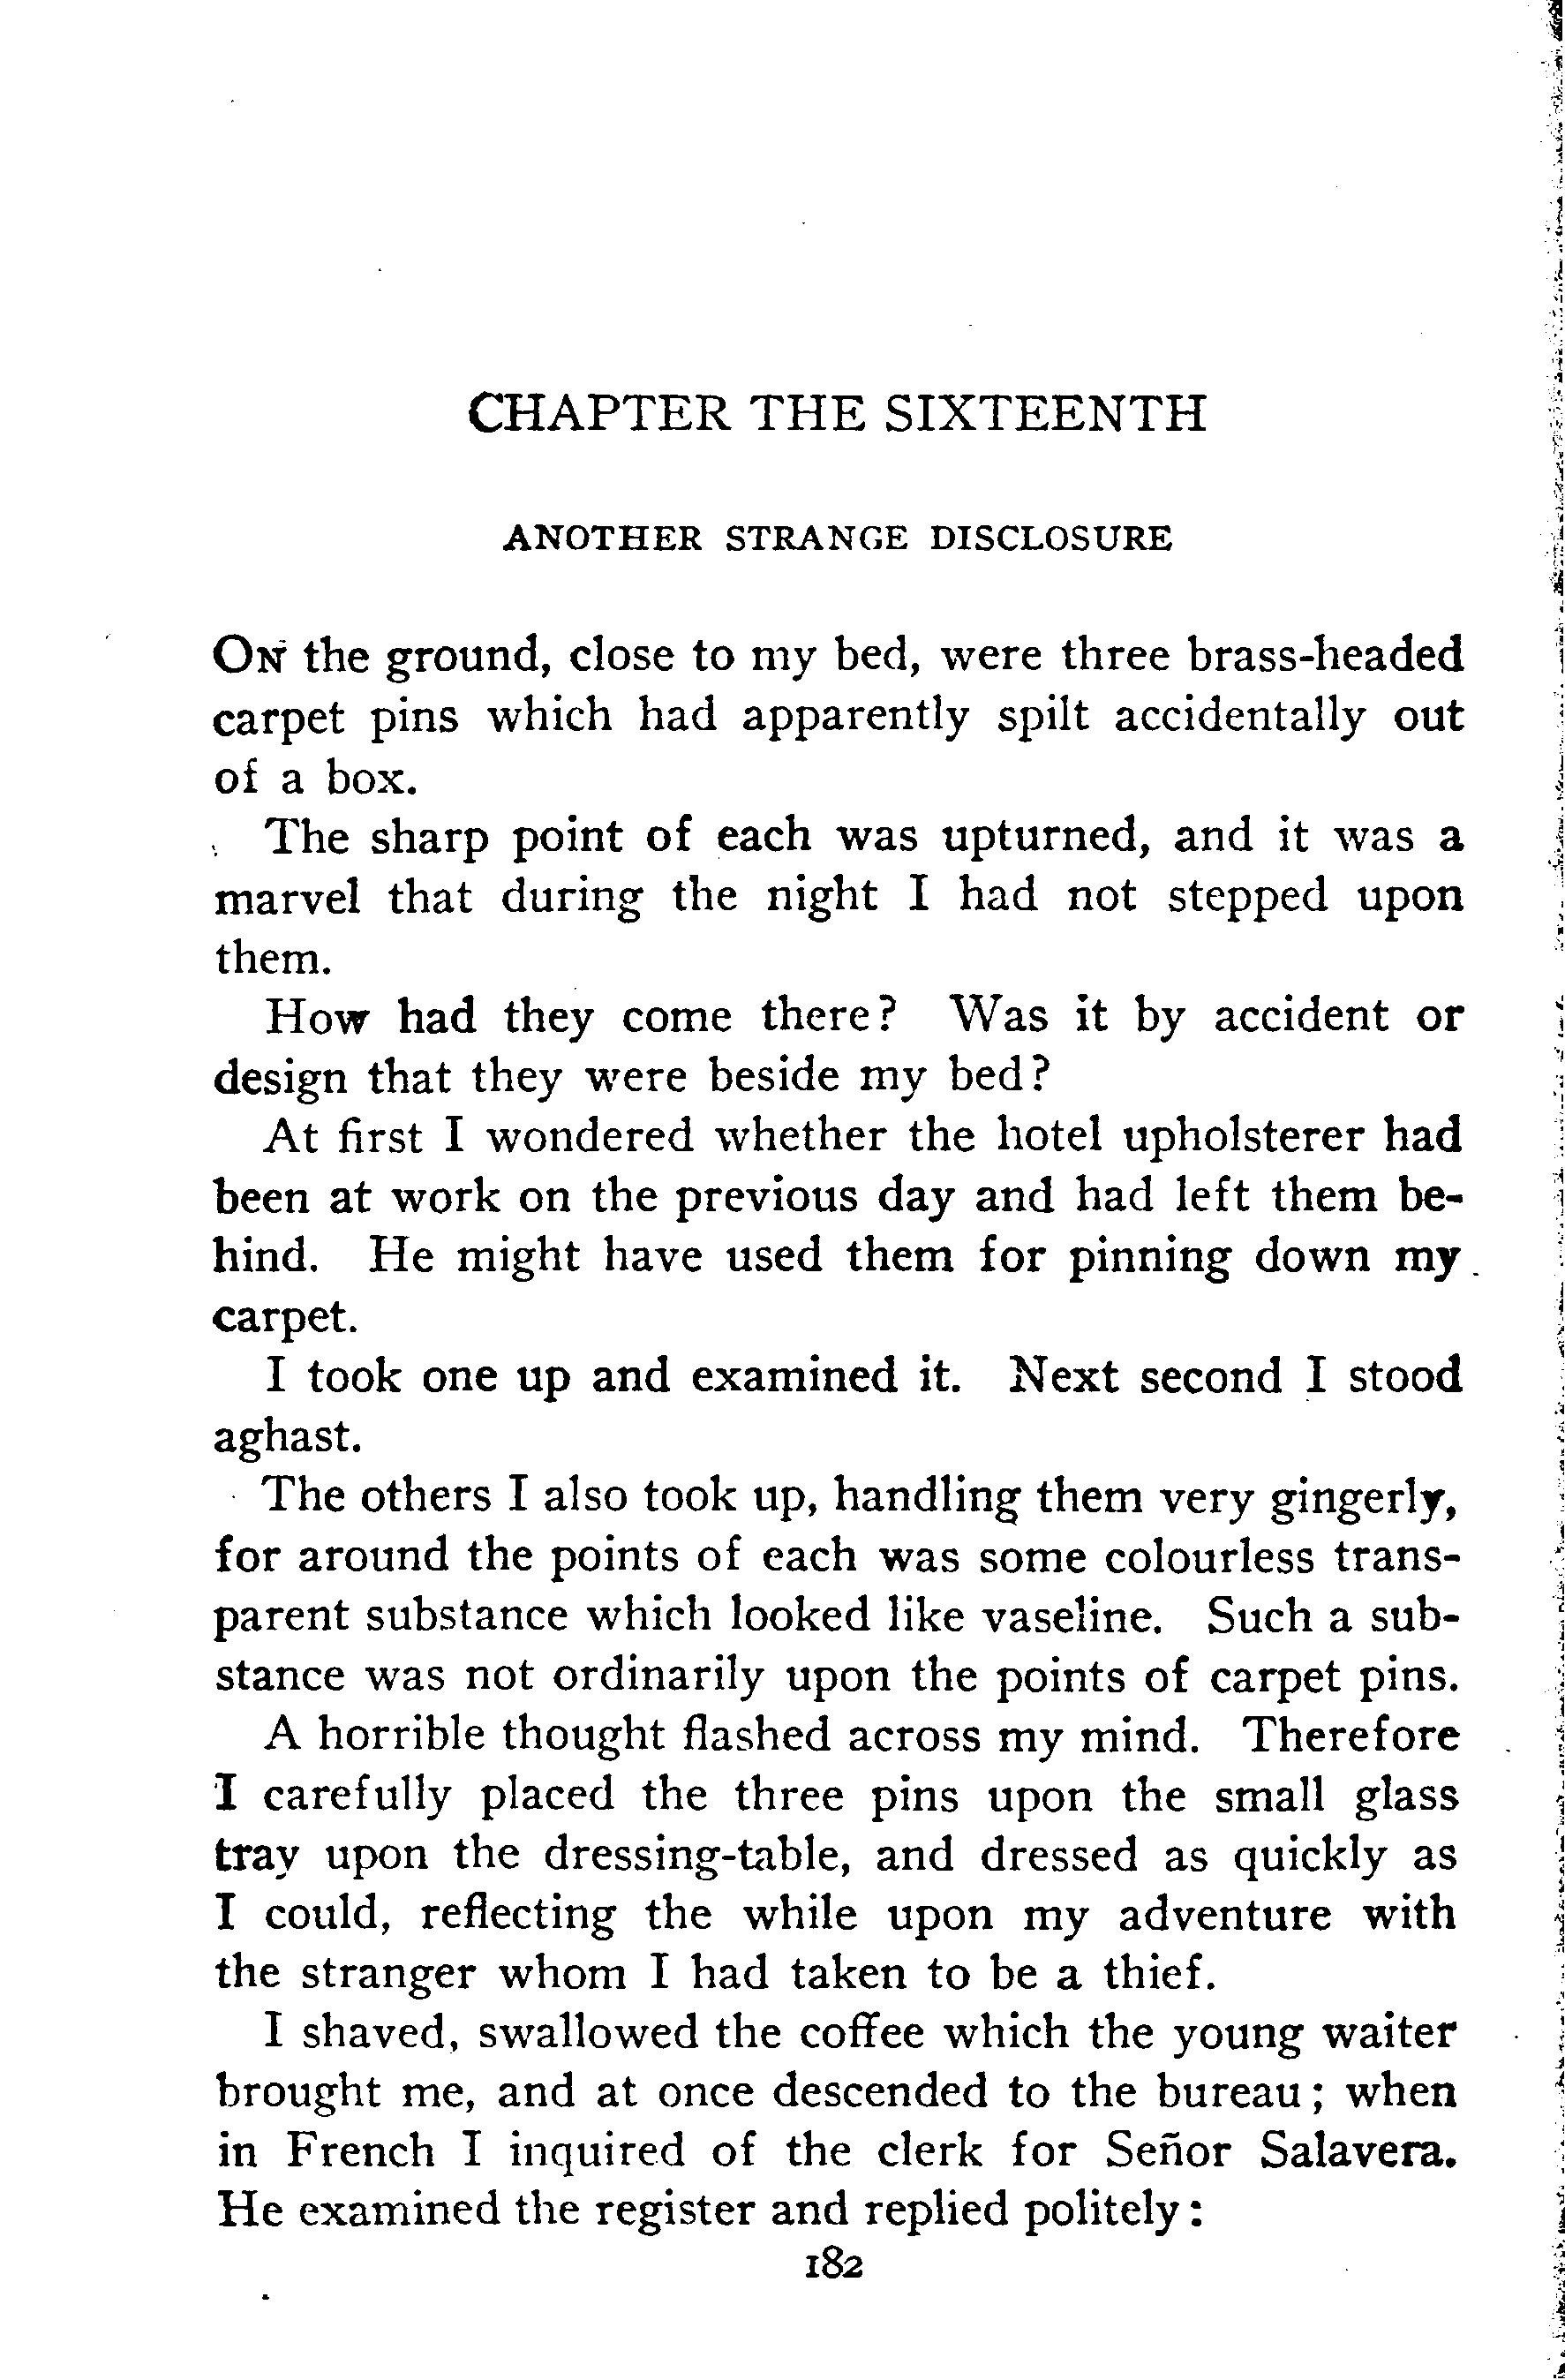 CHAPTER THE SIXTEENTH
ANOTHER STRANGE DISCLOSURE
ON the ground, close to my bed, were three brass-headed
carpet pins which had apparently spilt accidentally out
of a box.
The sharp point of each was upturned, and it was a
marvel that during the night I had not stepped upon
them.
How had they come there? Was it by accident or
design that they were beside my bed?
At first I wondered whether the hotel upholsterer had
been at work on the previous day and had left them be-
hind. He might have used them for pinning down my
carpet.
I took one up and examined it. Next second I stood
aghast.
The others I also took up, handling them very gingerly,
for around the points of each was some colourless trans-
parent substance which looked like vaseline. Such a sub-
stance was not ordinarily upon the points of carpet pins.
A horrible thought flashed across my mind. Therefore
I carefully placed the three pins upon the small glass
tray upon the dressing-table, and dressed as quickly as
I could, reflecting the while upon my adventure with
the stranger whom I had taken to be a thief.
I shaved, swallowed the coffee which the young waiter
brought me, and at once descended to the bureau; when
in French I inquired of the clerk for Señor Salavera.
He examined the register and replied politely:
182